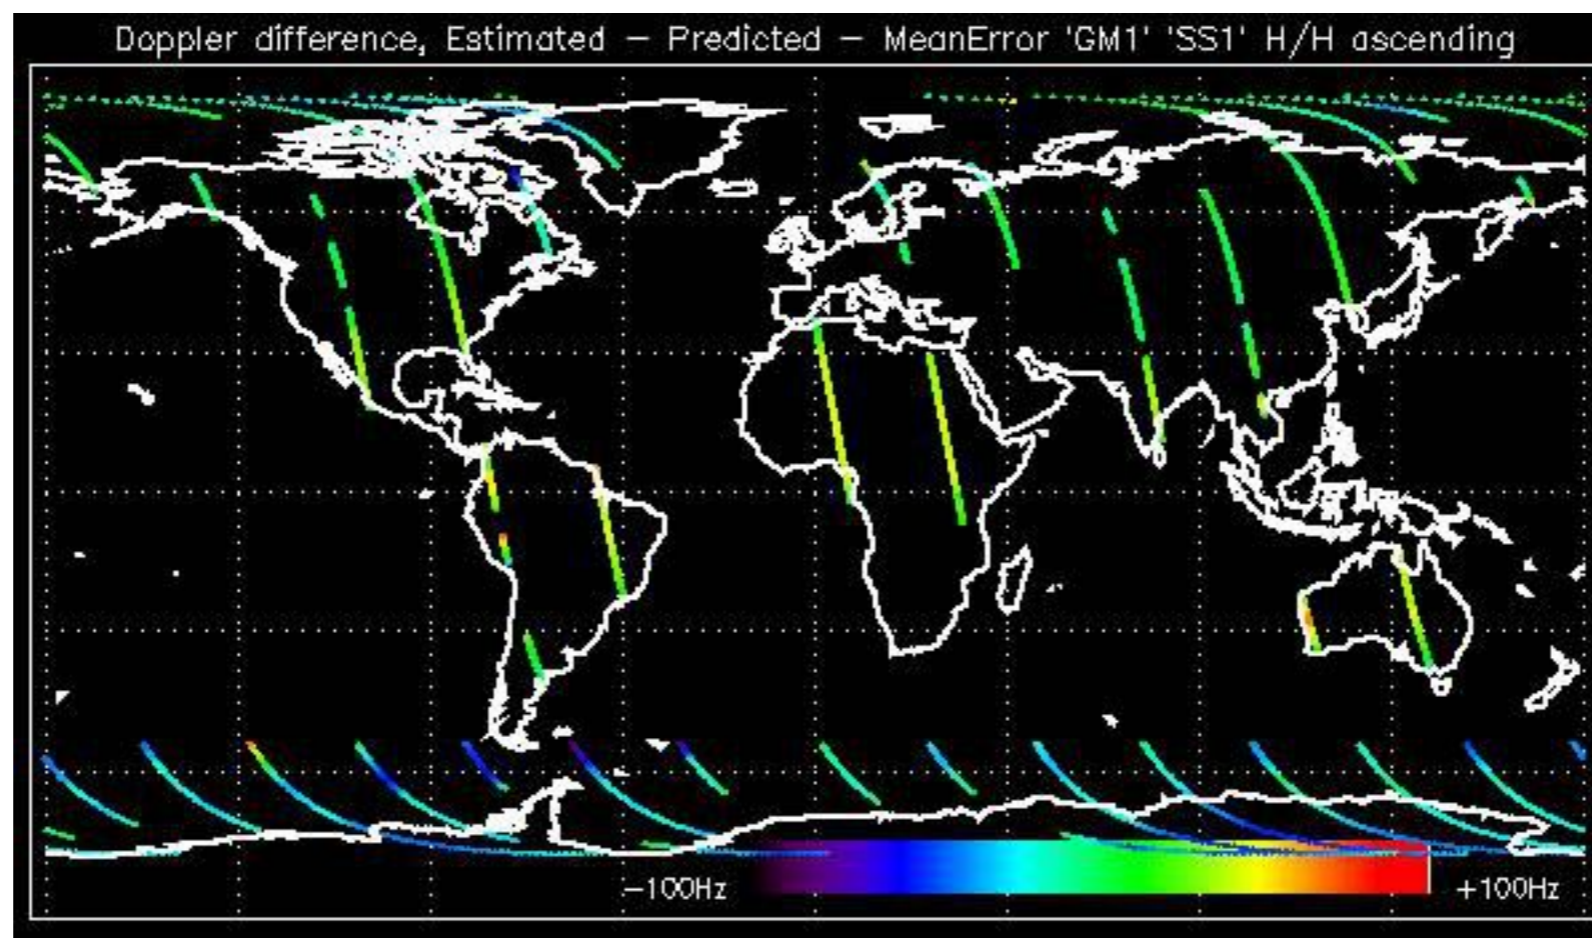 Doppler difference, Estimated – Predicted – MeanError 'GM1' 'SS1' H/H ascending
-100Hz +100Hz